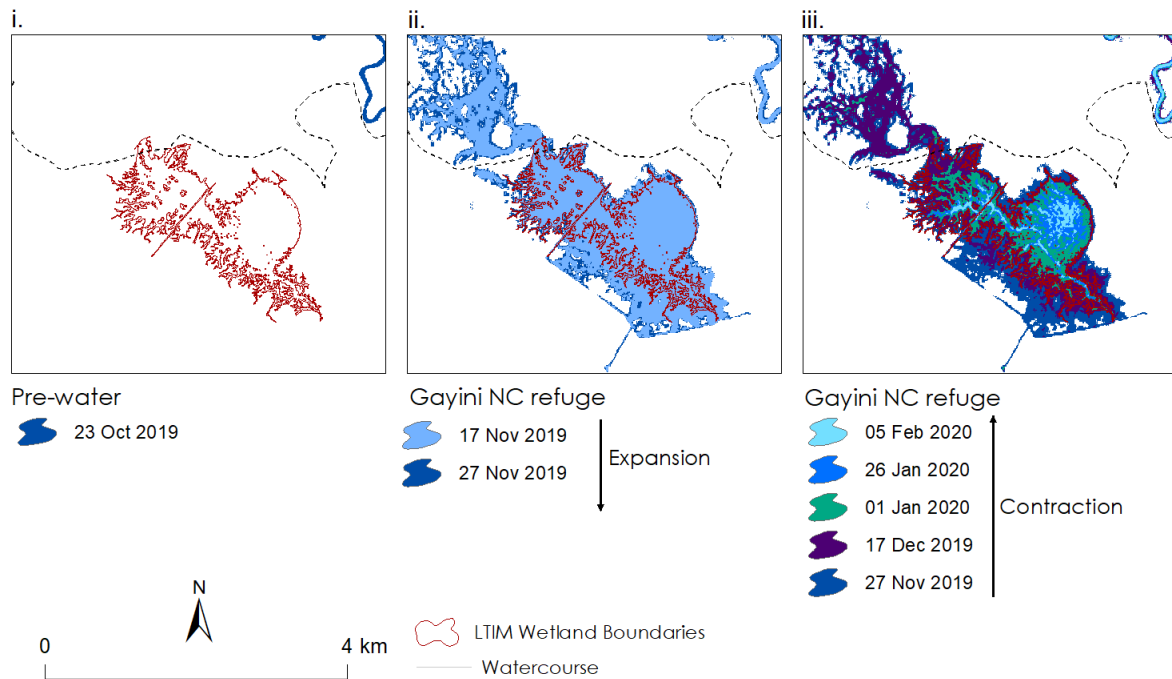 i.
ii.
iii.
Pre-water
23 Oct 2019
Gayini NC refuge
17 Nov 2019
27 Nov 2019
Expansion
Gayini NC refuge
05 Feb 2020
26 Jan 2020
01 Jan 2020
17 Dec 2019
27 Nov 2019
Contraction
N
0 4 km
LTIM Wetland Boundaries
Watercourse